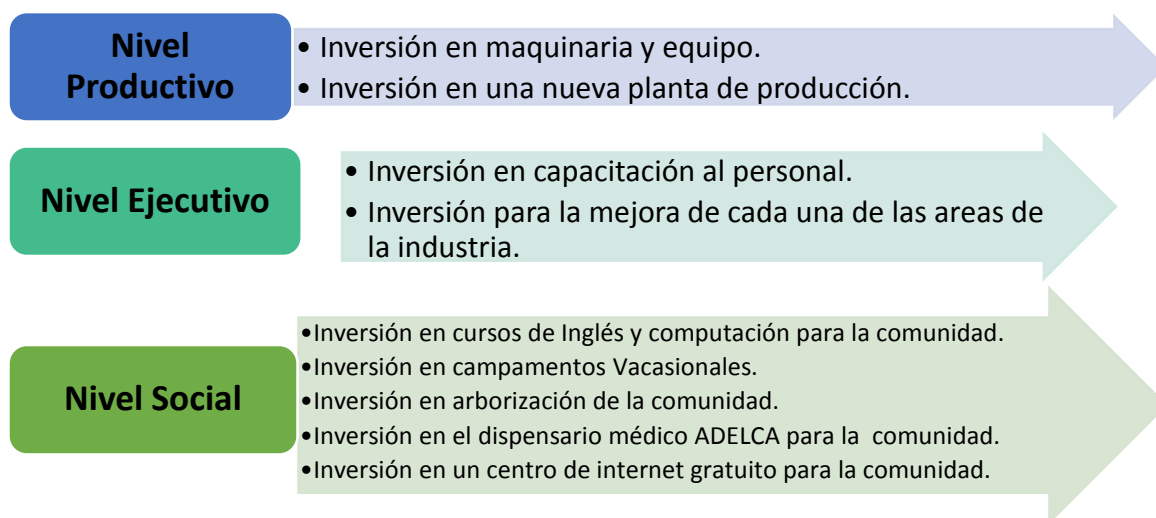 Nivel
Productivo
• Inversión en maquinaria y equipo.
• Inversión en una nueva planta de producción.
Nivel Ejecutivo
• Inversión en capacitación al personal.
• Inversión para la mejora de cada una de las areas de
la industria.
Nivel Social
•Inversión en cursos de Inglés y computación para la comunidad.
•Inversión en campamentos Vacasionales.
•Inversión en arborización de la comunidad.
•Inversión en el dispensario médico ADELCA para la comunidad.
•Inversión en un centro de internet gratuito para la comunidad.